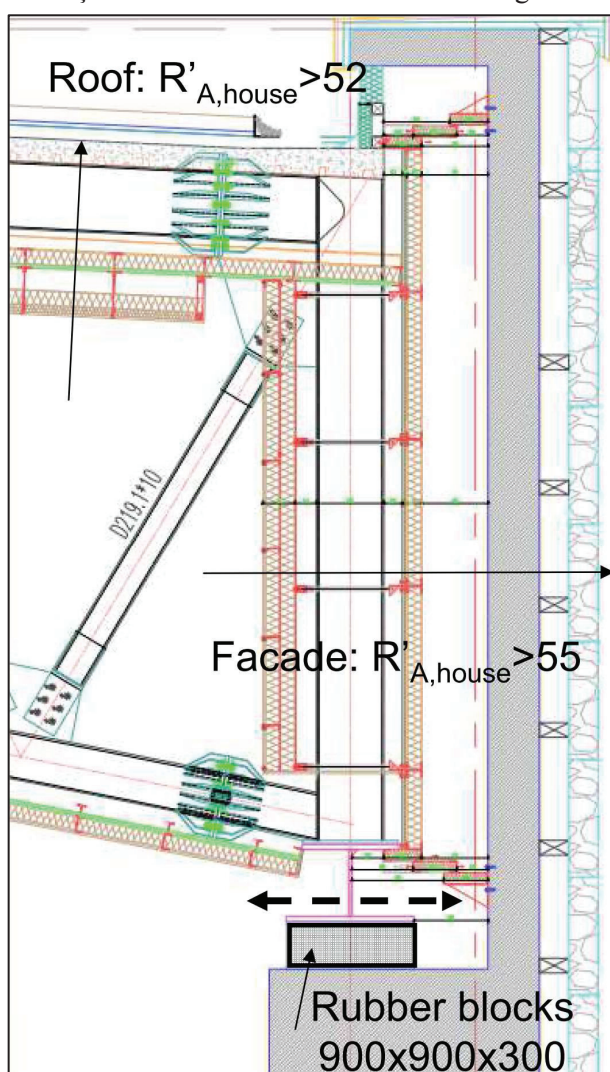 Roof: R'A,house>52
D219.1*10
Facade: R'A,house>55
Rubber blocks
900x900x300